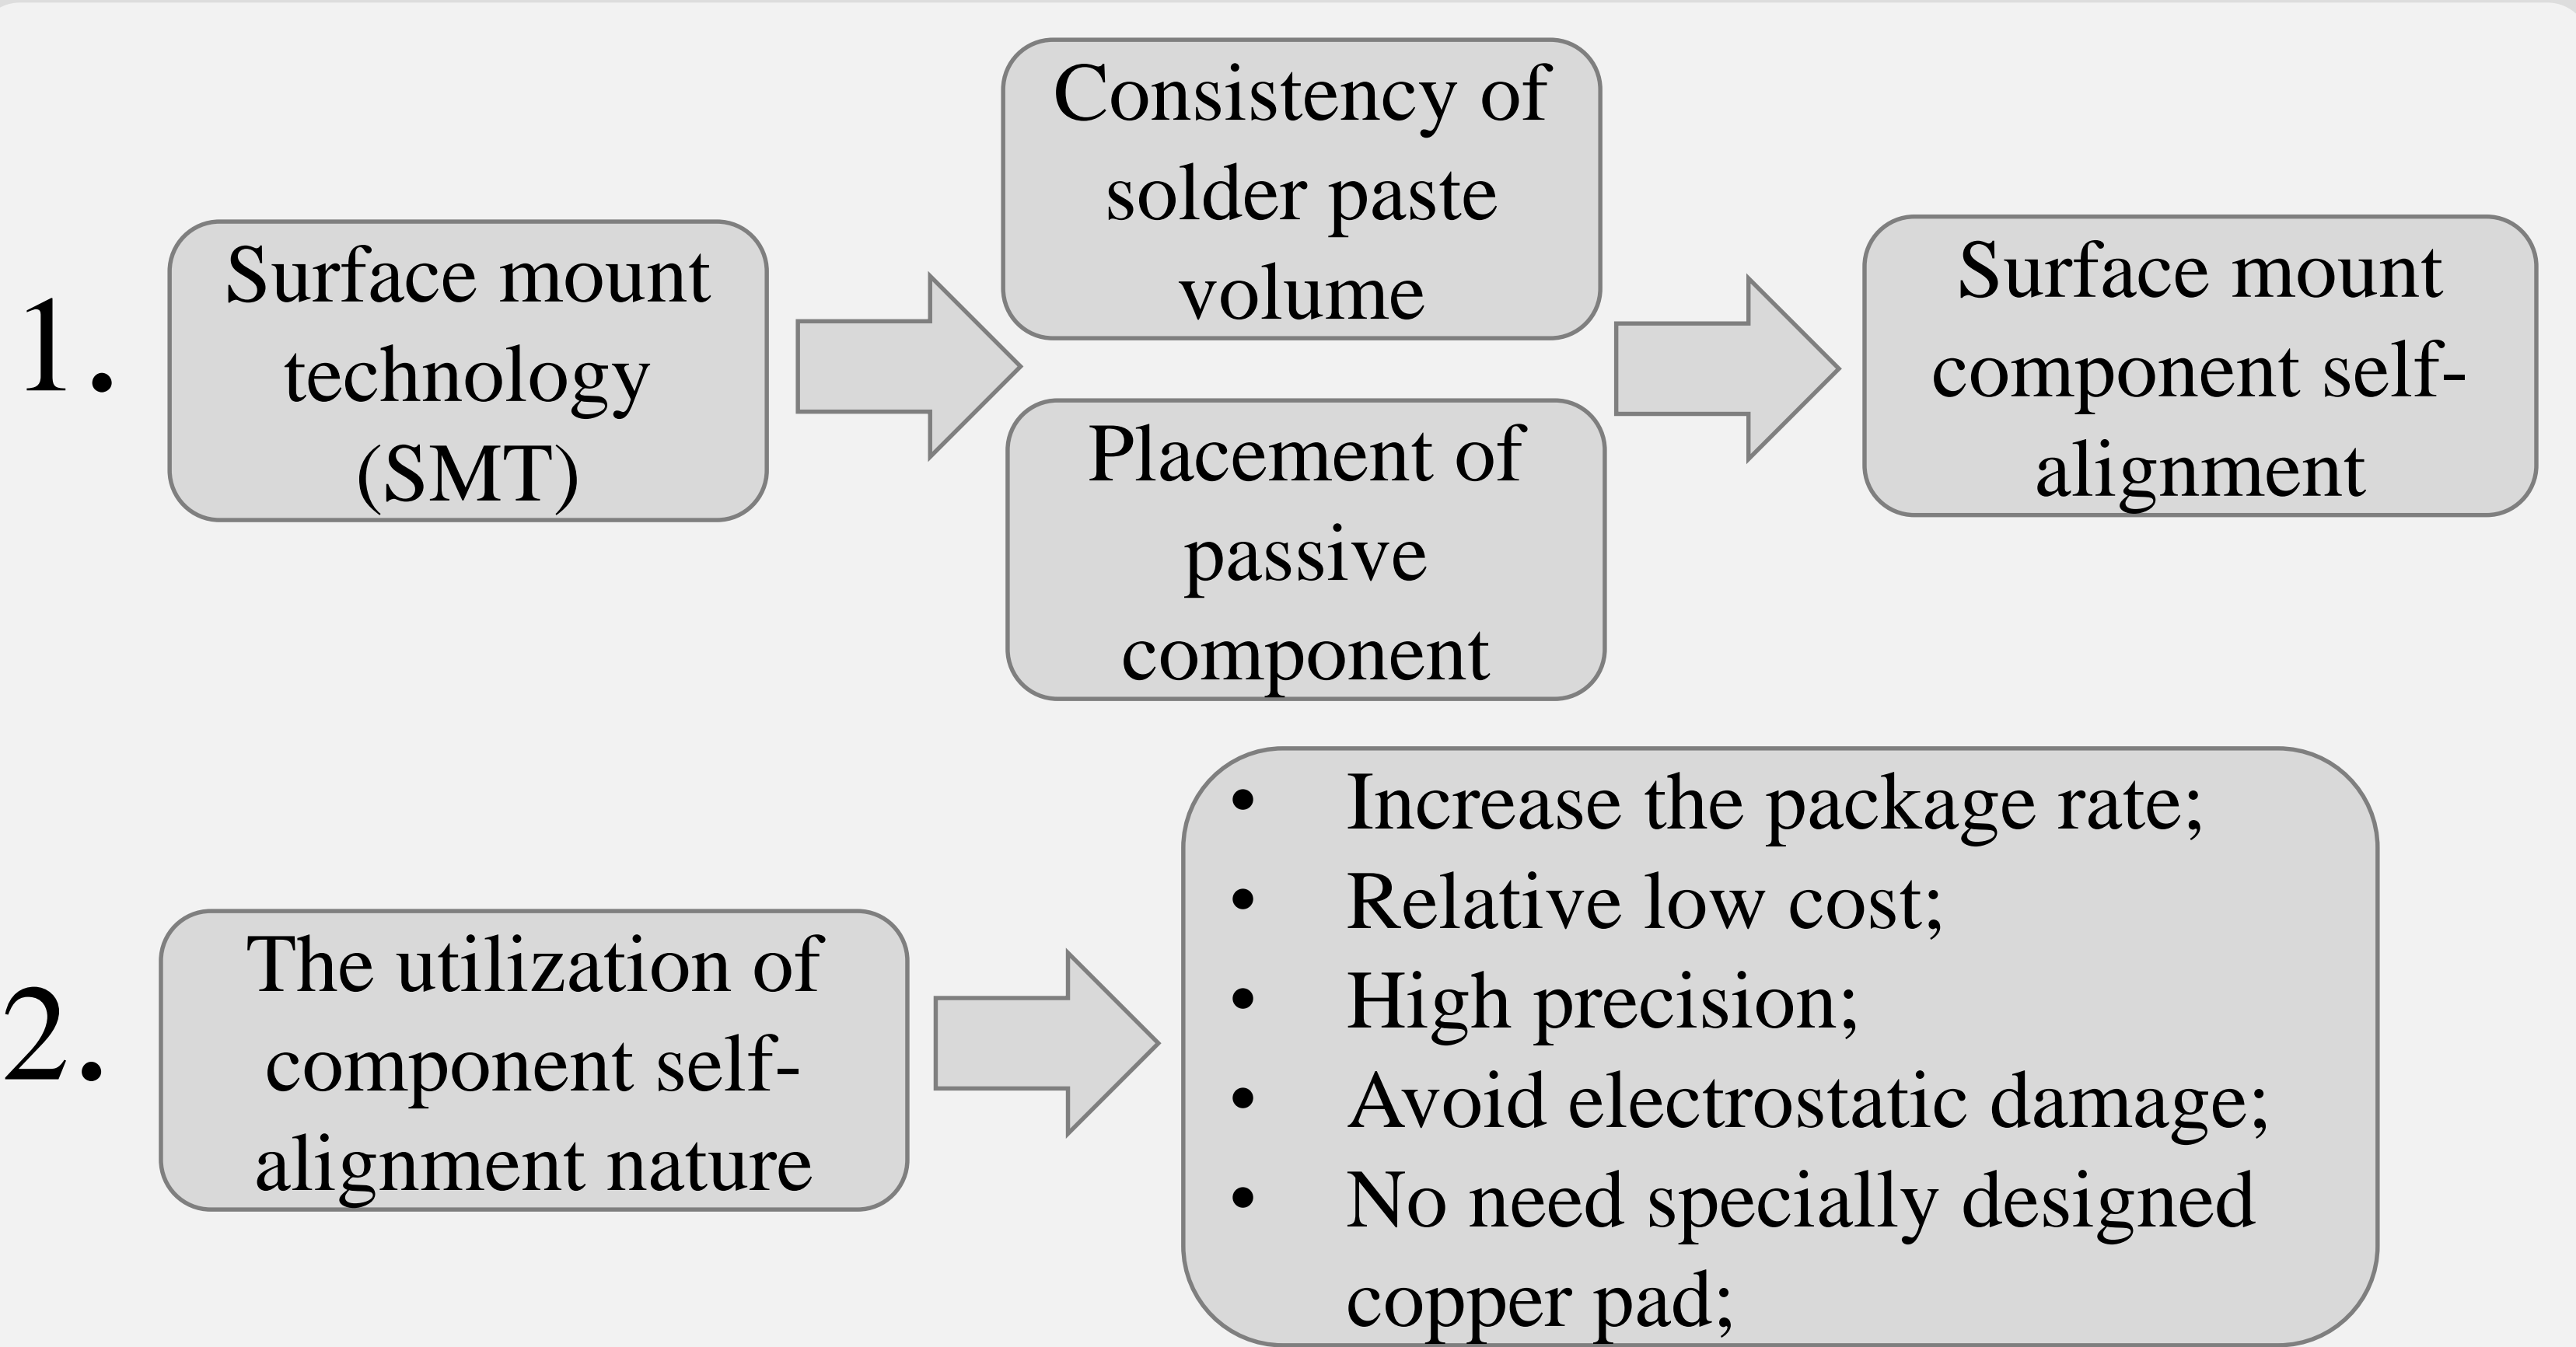 1.
Surface mount
technology
(SMT)
Consistency of
solder paste
volume
Placement of
passive
component
Surface mount
component self-
alignment
2.
The utilization of
component self-
alignment nature
• Increase the package rate;
• Relative low cost;
• High precision;
• Avoid electrostatic damage;
• No need specially designed
copper pad;